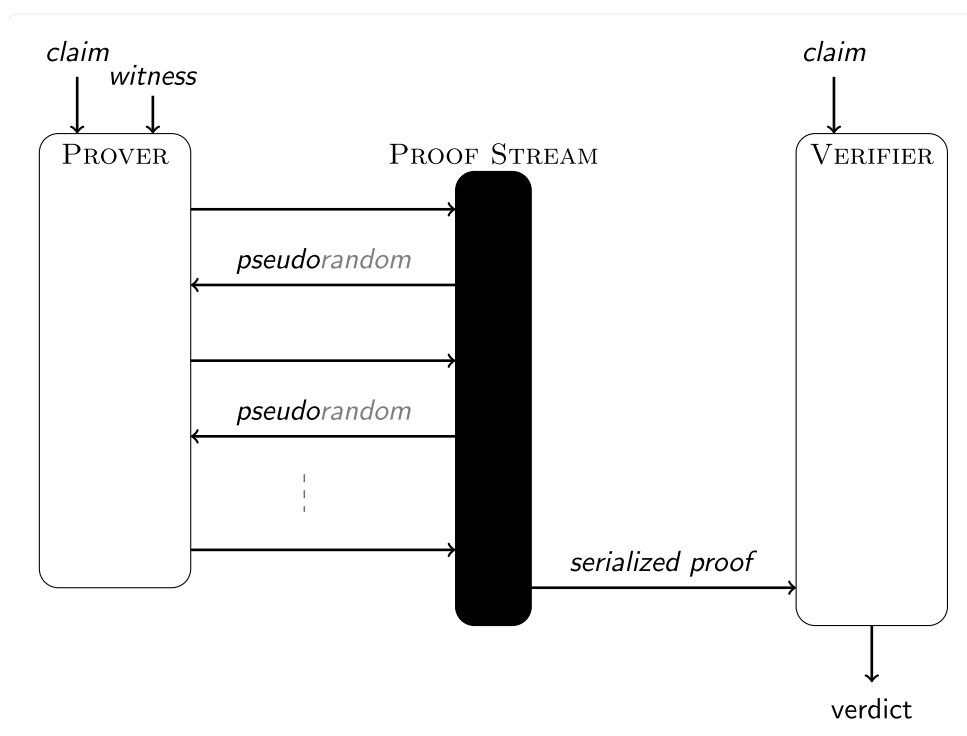 claim
witness
claim
PROVER
PROOF STREAM
VERIFIER
pseudorandom
pseudorandom
serialized proof
verdict